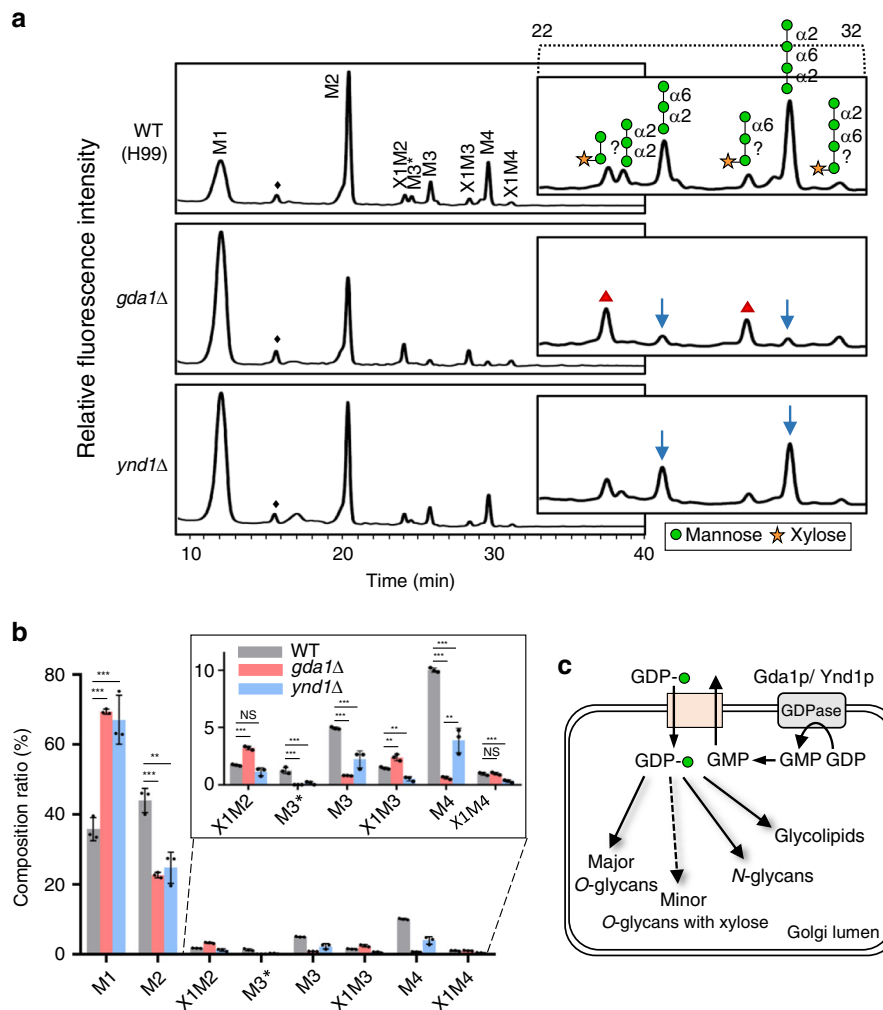 a
22
32
α2
α6
α2
Relative fluorescence intensity
WT
(H99)
M1
M2
X1M2
M3*
M3
X1M3
M4
X1M4
♦
?
α2
α2
α6
α2
α6
?
α2
α6
?
gda1Δ
♦
ynd1Δ
♦
10
20
30
40
Time (min)
Mannose
Xylose
b
Composition ratio (%)
80
60
40
20
0
***
***
**
***
WT
gda1Δ
ynd1Δ
10
5
0
NS
***
***
***
***
***
**
**
***
***
**
***
NS
X1M2
M3*
M3
X1M3
M4
X1M4
M1
M2
X1M2
M3*
M3
X1M3
M4
X1M4
c
GDP-
Gda1p/ Ynd1p
GDPase
GDP-
GMP
GMP GDP
Glycolipids
Major
O-glycans
N-glycans
Minor
O-glycans with xylose
Golgi lumen